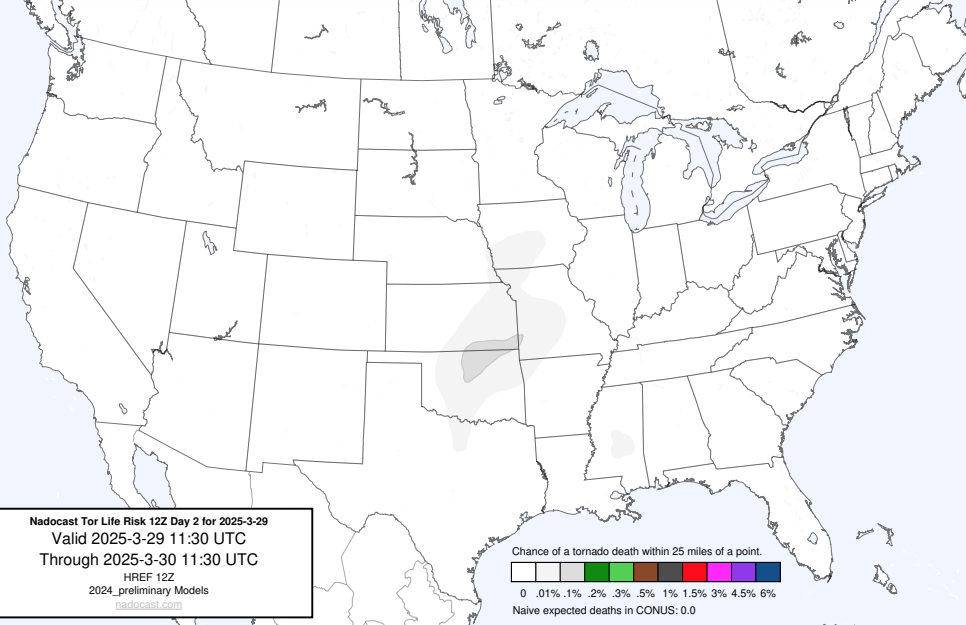 Nadocast Tor Life Risk 12Z Day 2 for 2025-3-29
Valid 2025-3-29 11:30 UTC
Through 2025-3-30 11:30 UTC
HREF 12Z
2024_preliminary Models
nadocast.com
Chance of a tornado death within 25 miles of a point.
0 .01% .1% .2% .3% .5% 1% 1.5% 3% 4.5% 6%
Naive expected deaths in CONUS: 0.0